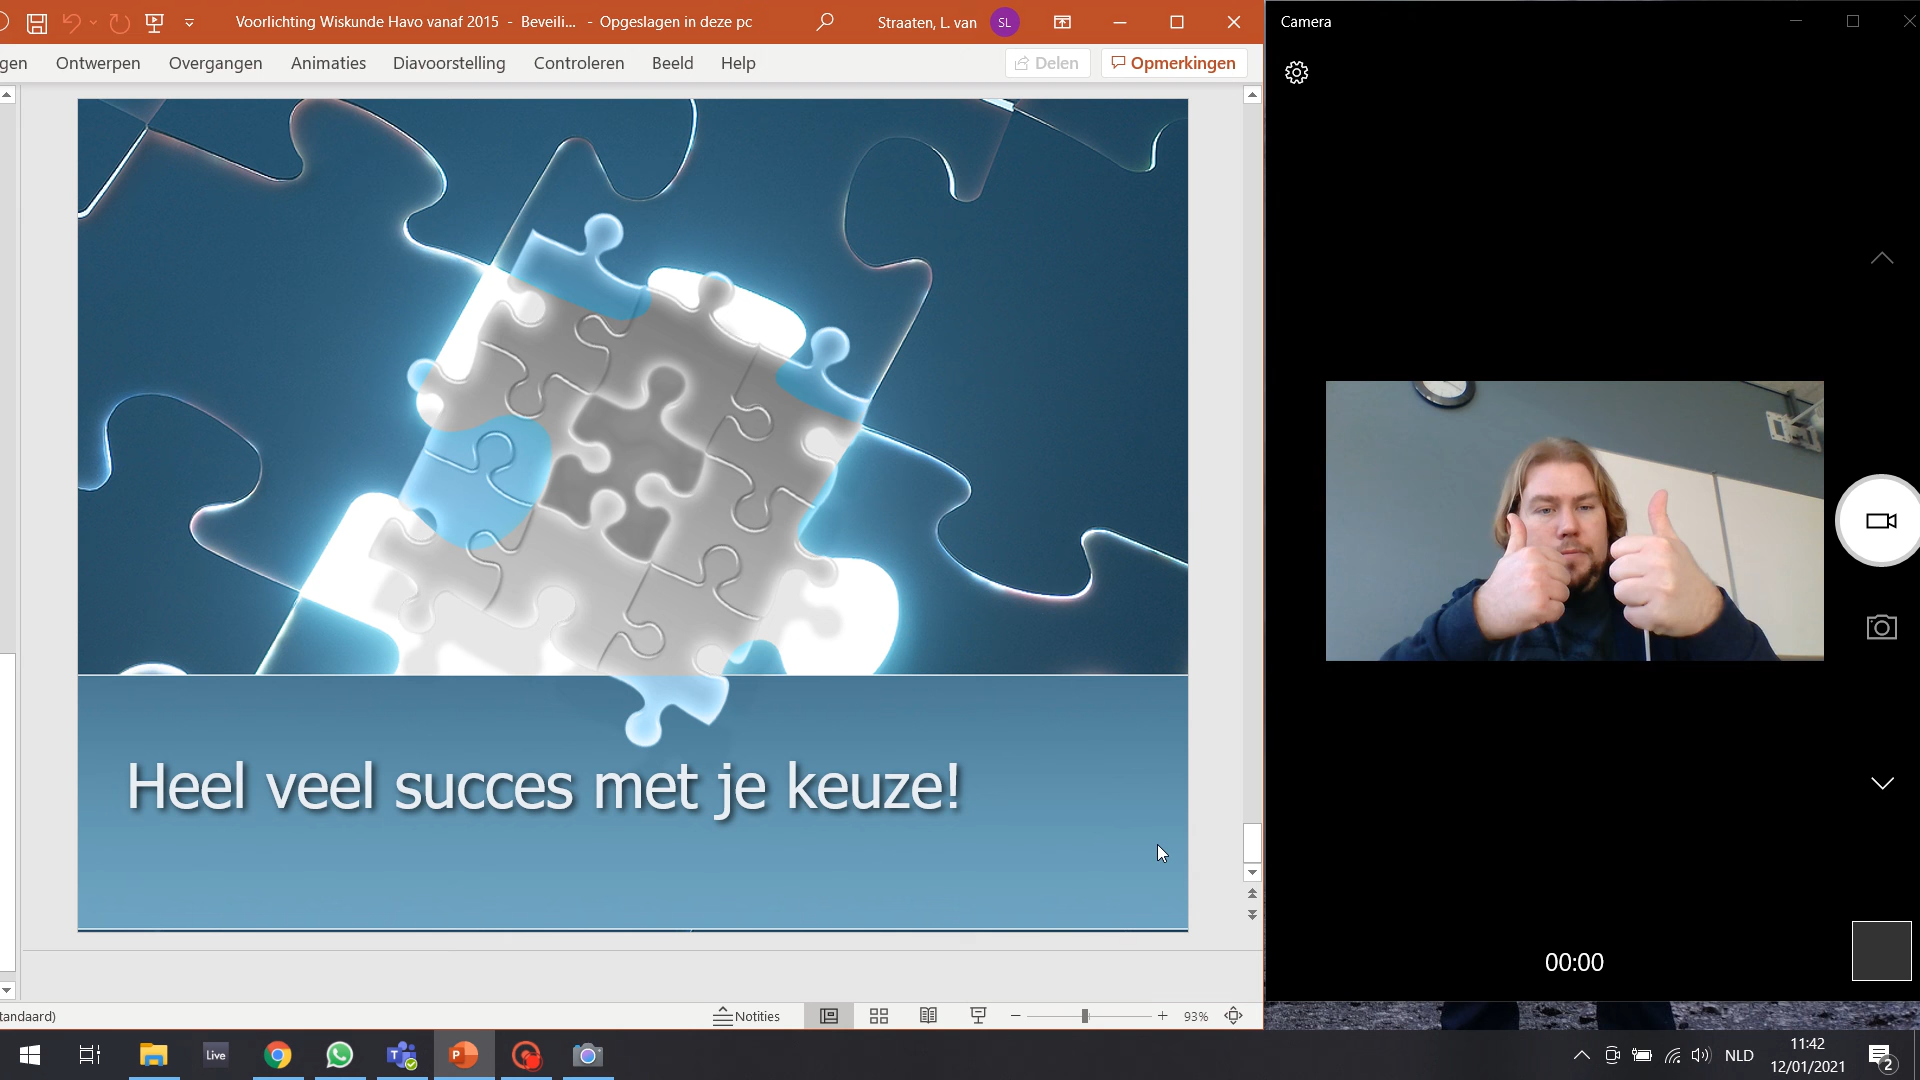 Voorlichting Wiskunde Havo vanaf 2015 - Beveili... - Opgeslagen in deze pc
Straaten, L. van
SL
Camera
gen
Ontwerpen
Overgangen
Animaties
Diavoorstelling
Controleren
Beeld
Help
Delen
Opmerkingen
Heel veel succes met je keuze!
00:00
tandaard)
Notities
93%
Live
NLD
11:42
12/01/2021
2